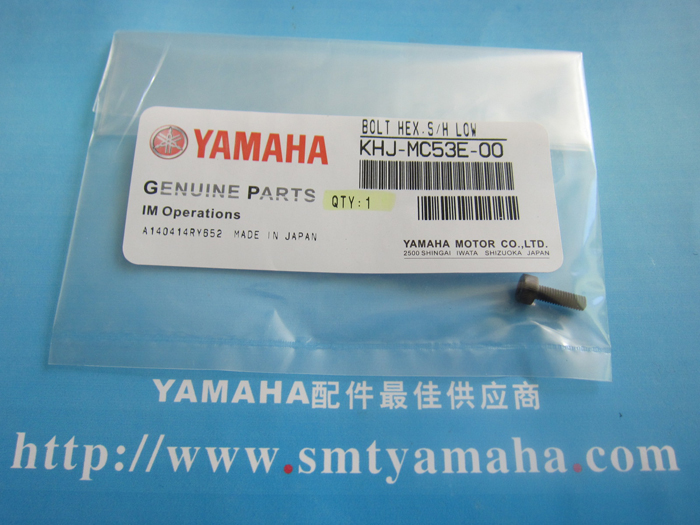 BOLT HEX.S/H LOW
YAMAHA
KHJ-MC53E-00
GENUINE PARTS
QTY:1
IM Operations
A140414RY652 MADE IN JAPAN
YAMAHA MOTOR CO.,LTD.
2500 SHINGAI IWATA SHIZUOKA JAPAN
YAMAHA配件最佳供应商
http://www.smtyamaha.com